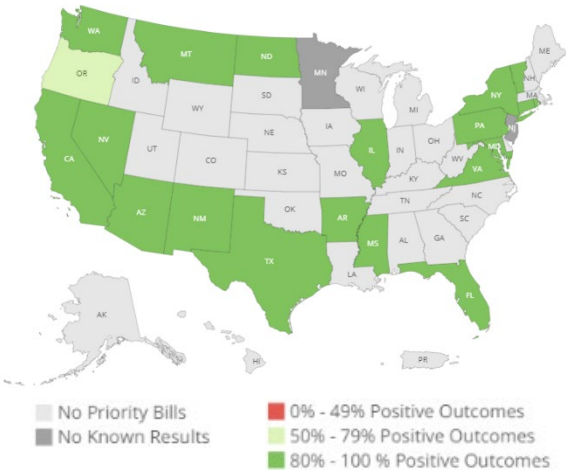 WA
MT
ND
MN
ME
OR
ID
SD
WI
NH
NY
MA
WY
MI
IA
PA
NJ
NE
NV
IL
IN
OH
MD
UT
CO
WV
VA
CA
KS
MO
KY
NC
TN
AZ
NM
OK
AR
SC
MS
AL
GA
TX
LA
FL
AK
HI
PR
No Priority Bills
No Known Results
0% - 49% Positive Outcomes
50% - 79% Positive Outcomes
80% - 100 % Positive Outcomes